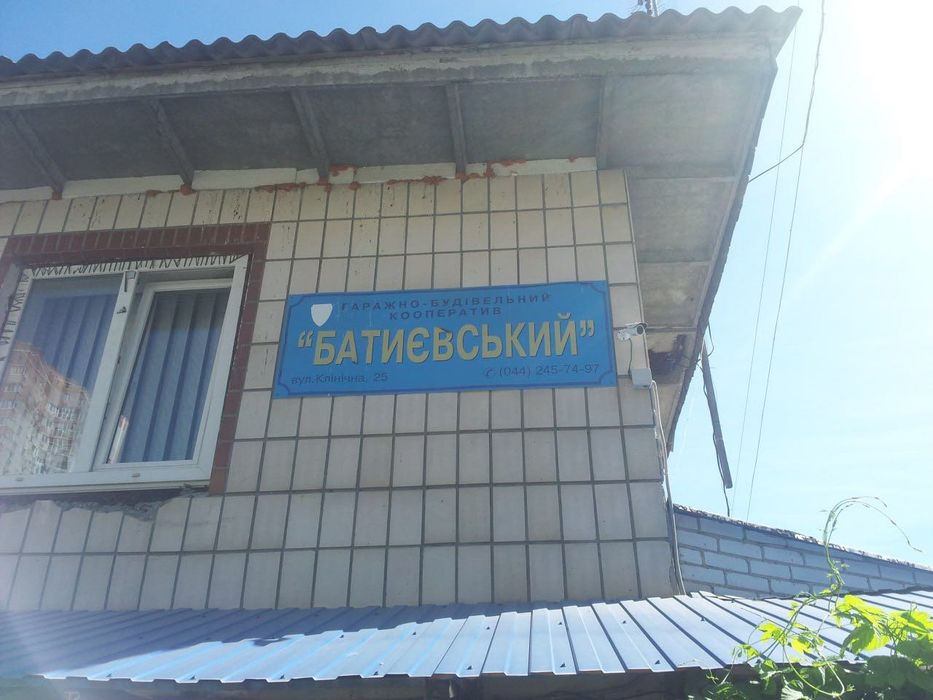 ГАРАЖНО-БУДІВЕЛЬНИЙ
КООПЕРАТИВ
“БАТИЄВСЬКИЙ”
вул.Клінічна, 25
✆ (044) 245-74-97